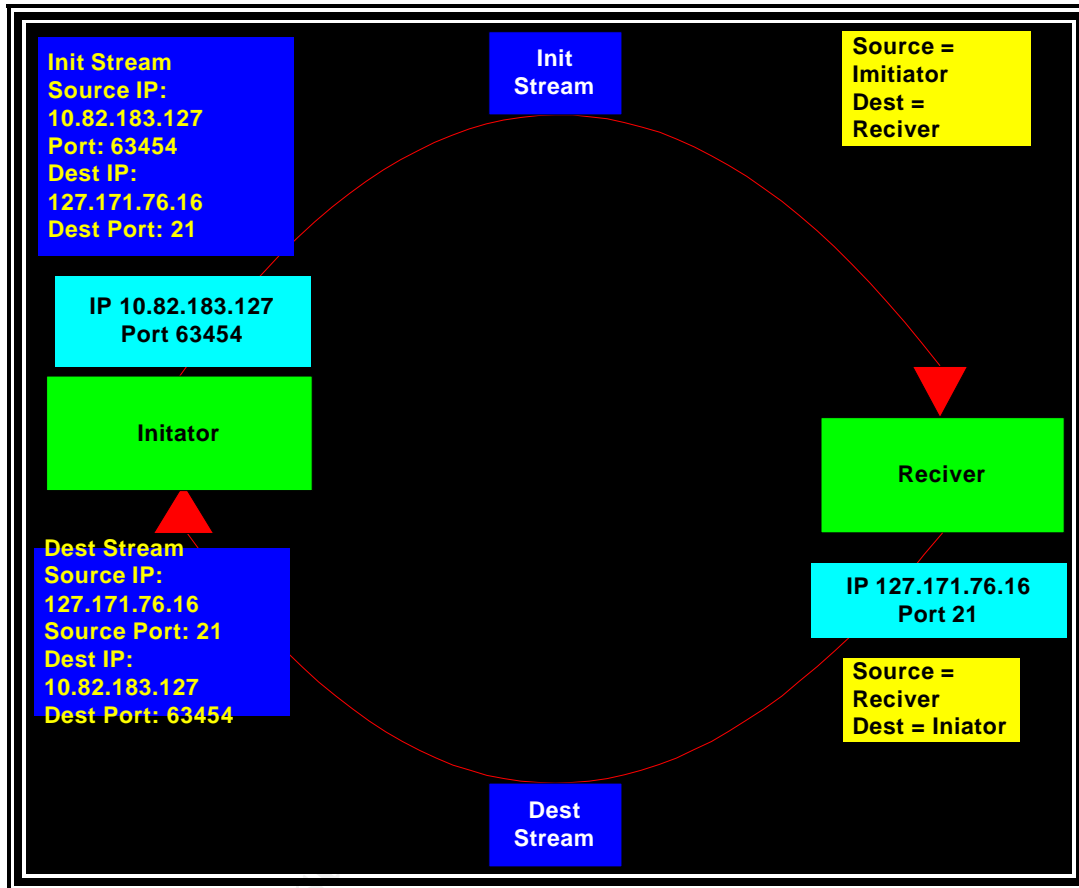 Init Stream
Source IP:
10.82.183.127
Port: 63454
Dest IP:
127.171.76.16
Dest Port: 21
Init
Stream
Source =
Imitiator
Dest =
Reciver
IP 10.82.183.127
Port 63454
Initator
Reciver
Dest Stream
Source IP:
127.171.76.16
Source Port: 21
Dest IP:
10.82.183.127
Dest Port: 63454
IP 127.171.76.16
Port 21
Source =
Reciver
Dest = Iniator
Dest
Stream